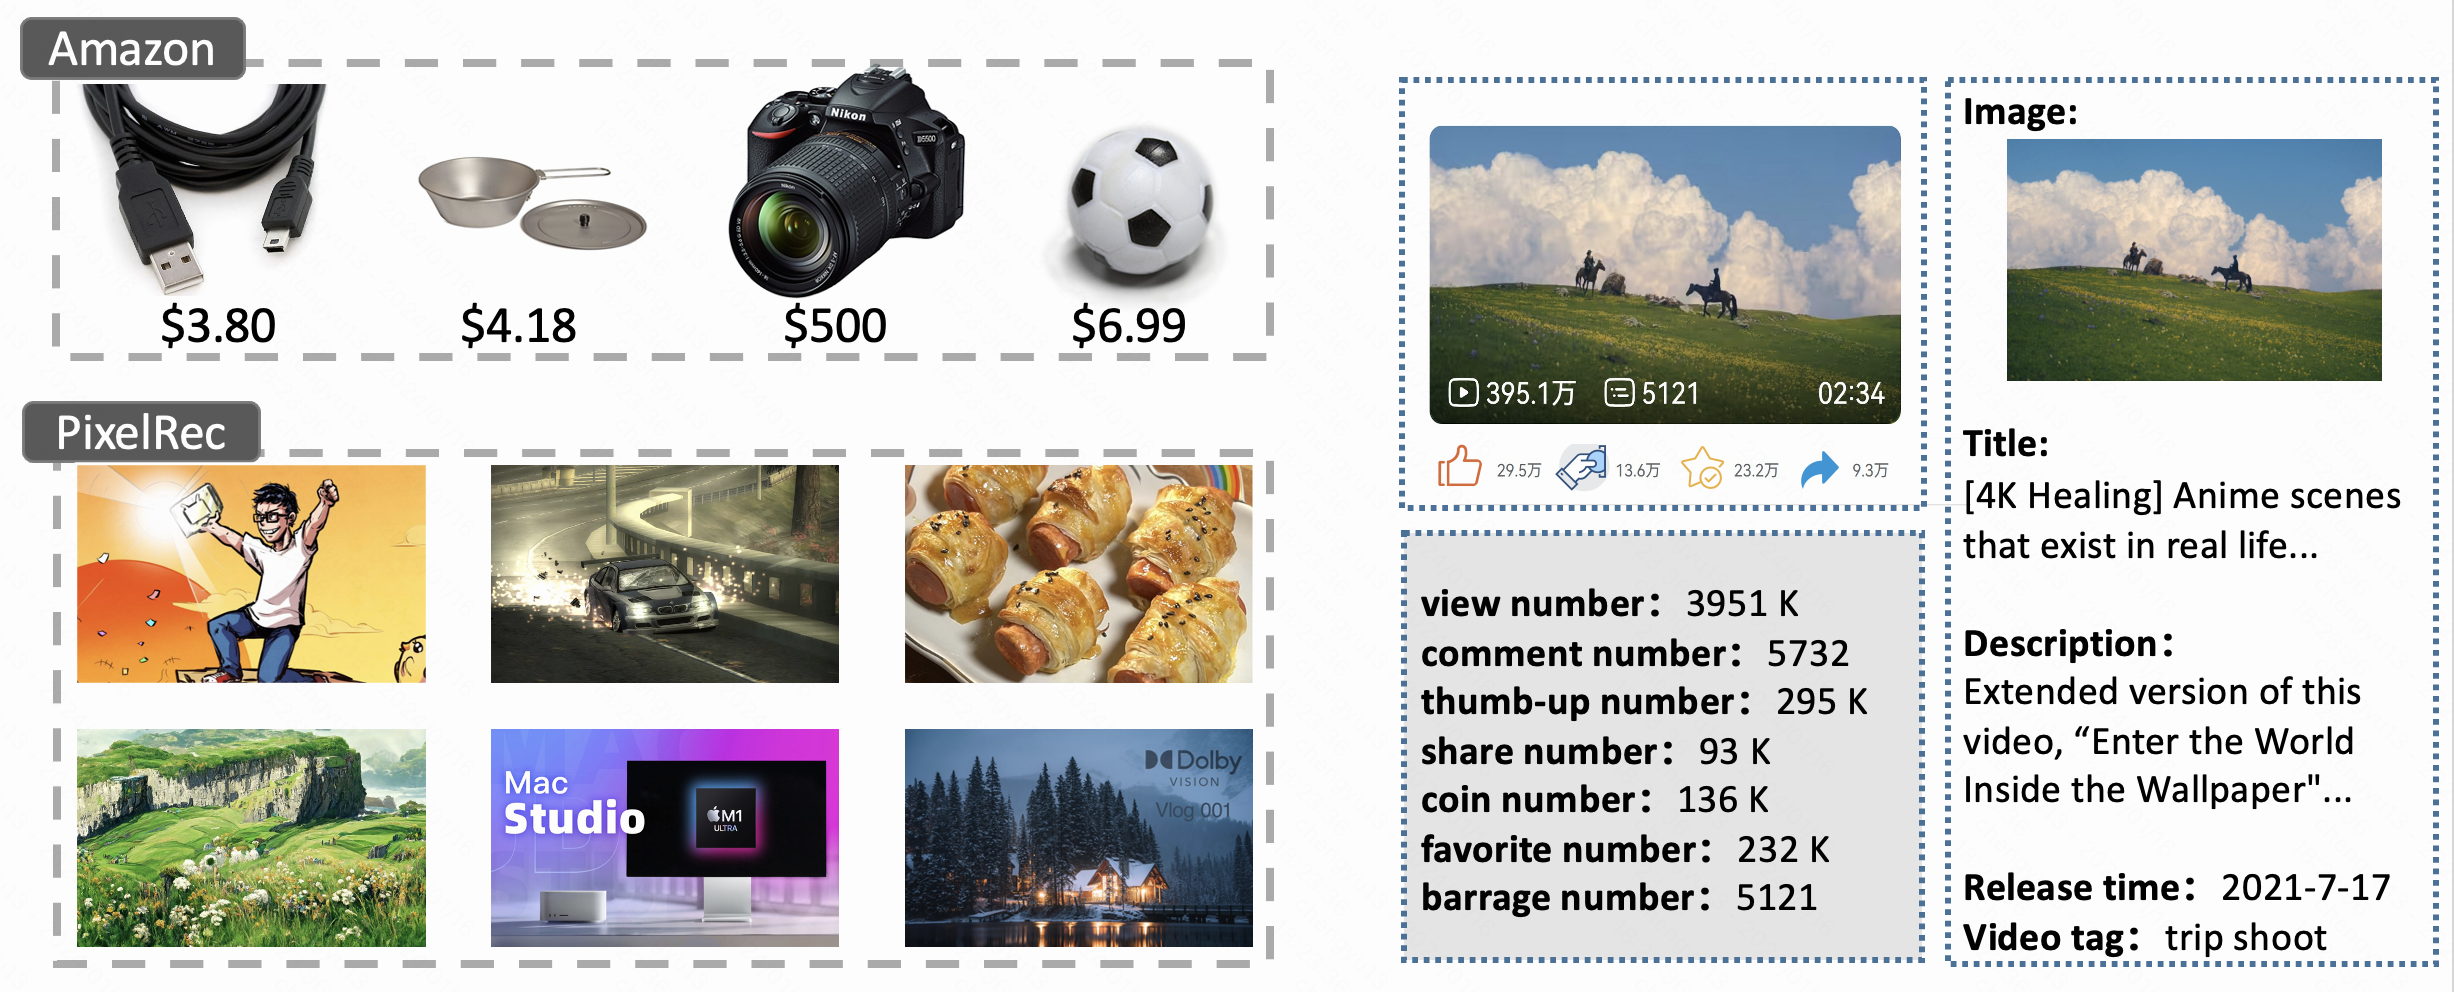 Amazon
Nikon
D5500
Nikon
$3.80
$4.18
$500
$6.99
PixelRec
Mac
Studio
M1
ULTRA
Dolby
VISION
Vlog 001
395.1万
5121
02:34
29.5万
13.6万
23.2万
9.3万
view number： 3951 K
comment number： 5732
thumb-up number： 295 K
share number： 93 K
coin number： 136 K
favorite number： 232 K
barrage number： 5121
Image:
Title:
[4K Healing] Anime scenes
that exist in real life...
Description：
Extended version of this
video, “Enter the World
Inside the Wallpaper"...
Release time： 2021-7-17
Video tag： trip shoot